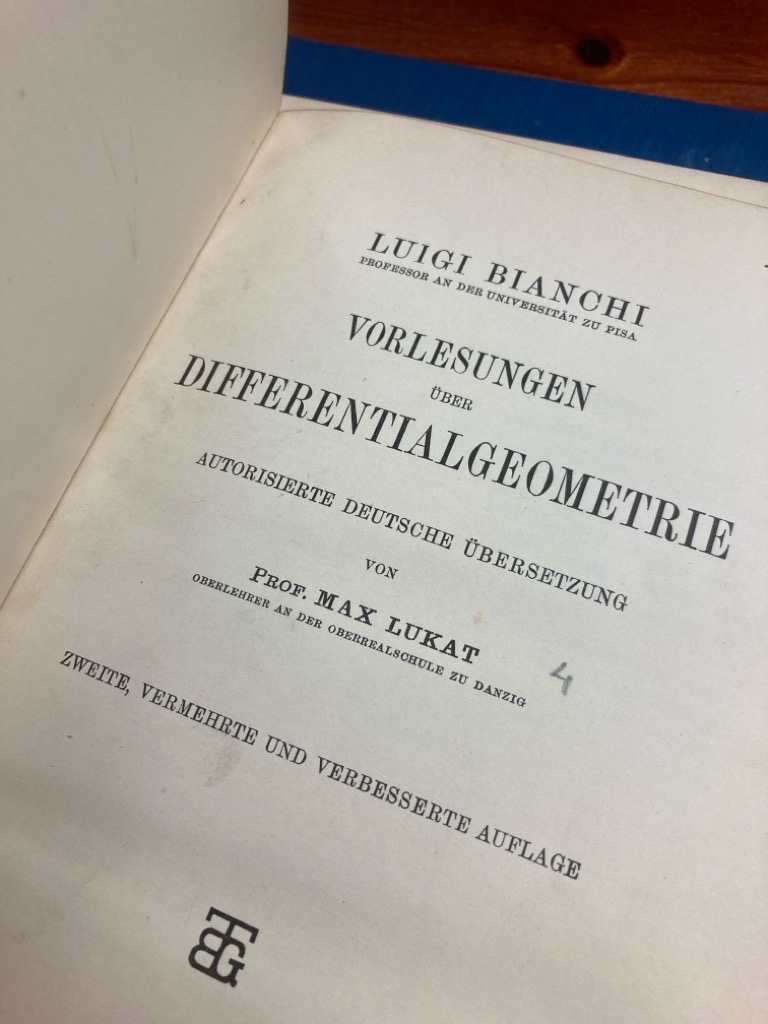 LUIGI BIANCHI
PROFESSOR AN DER UNIVERSITÄT ZU PISA
VORLESUNGEN
ÜBER
DIFFERENTIALGEOMETRIE
AUTORISIERTE DEUTSCHE ÜBERSETZUNG
VON
PROF. MAX LUKAT
OBERLEHRER AN DER OBERREALSCHULE ZU DANZIG
4
ZWEITE, VERMEHRTE UND VERBESSERTE AUFLAGE
BTG